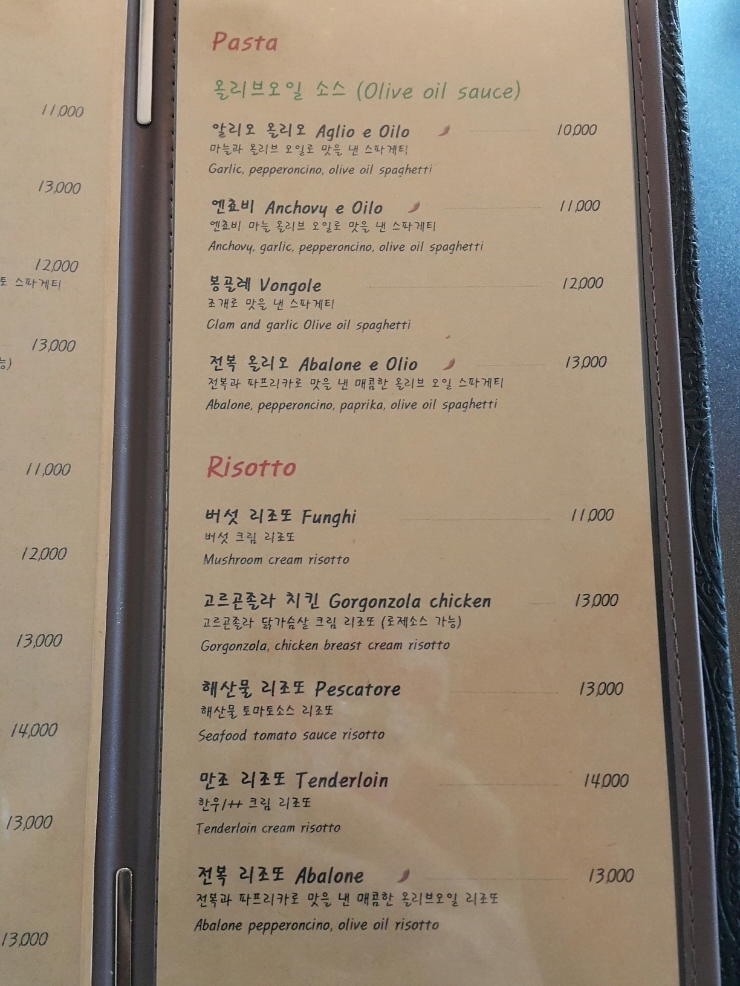 11,000
13,000
12,000
토 스파게티
13,000
능)
11,000
12,000
13,000
14,000
13,000
13,000
Pasta
올리브오일 소스 (Olive oil sauce)
알리오 올리오 Aglio e Oilo 10,000
마늘과 올리브 오일로 맛을 낸 스파게티
Garlic, pepperoncino, olive oil spaghetti
엔쵸비 Anchovy e Oilo 11,000
엔쵸비 마늘 올리브 오일로 맛을 낸 스파게티
Anchovy, garlic, pepperoncino, olive oil spaghetti
봉골레 Vongole 12,000
조개로 맛을 낸 스파게티
Clam and garlic Olive oil spaghetti
전복 올리오 Abalone e Olio 13,000
전복과 파프리카로 맛을 낸 매콤한 올리브 오일 스파게티
Abalone, pepperoncino, paprika, olive oil spaghetti
Risotto
버섯 리조또 Funghi 11,000
버섯 크림 리조또
Mushroom cream risotto
고르곤졸라 치킨 Gorgonzola chicken 13,000
고르곤졸라 닭가슴살 크림 리조또 (로제소스 가능)
Gorgonzola, chicken breast cream risotto
해산물 리조또 Pescatore 13,000
해산물 토마토소스 리조또
Seafood tomato sauce risotto
만조 리조또 Tenderloin 14,000
한우1++ 크림 리조또
Tenderloin cream risotto
전복 리조또 Abalone 13,000
전복과 파프리카로 맛을 낸 매콤한 올리브오일 리조또
Abalone pepperoncino, olive oil risotto